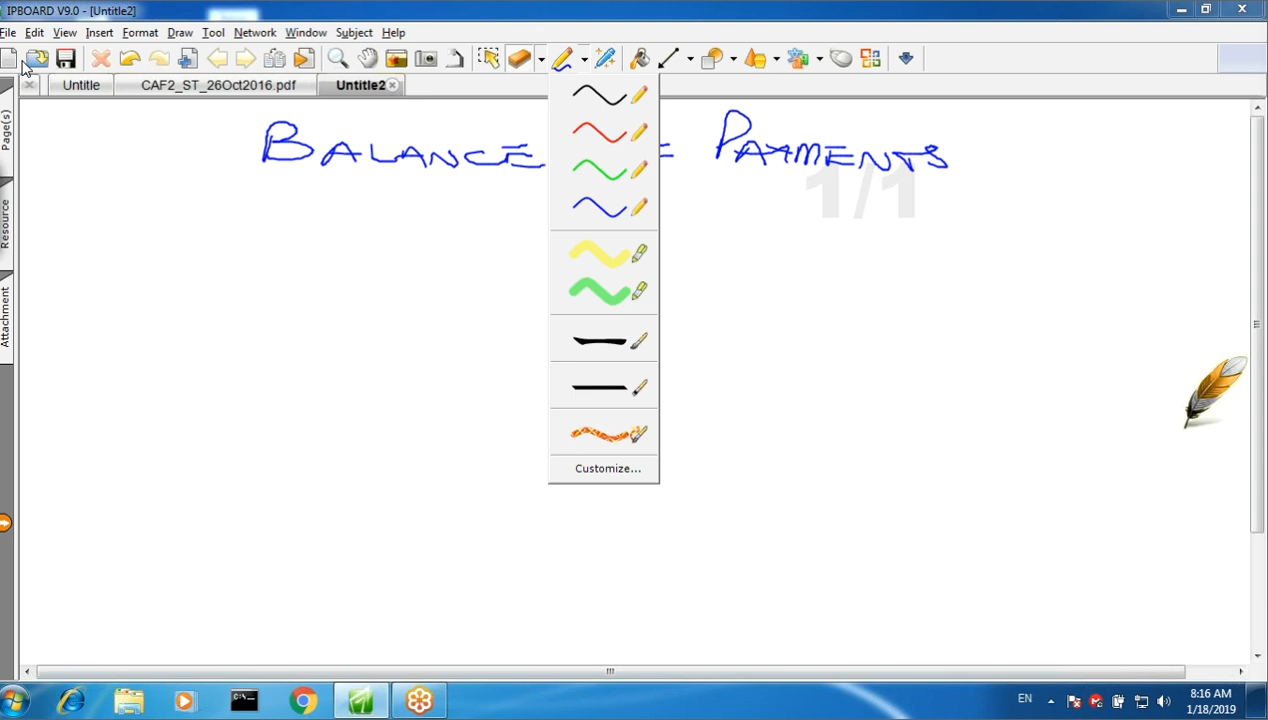 IPBOARD V9.0 - [Untitle2]
File Edit View Insert Format Draw Tool Network Window Subject Help
Untitle CAF2_ST_26Oct2016.pdf Untitle2
Page(s)
Resource
Attachment
BALANCE PAYMENTS
1/1
Customize...
EN
8:16 AM
1/18/2019